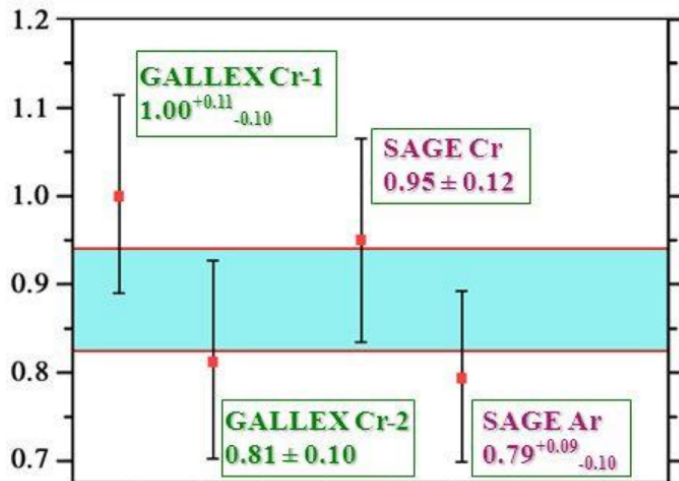 1.2
1.1
1.0
0.9
0.8
0.7
GALLEX Cr-1
1.00+0.11-0.10
SAGE Cr
0.95 ± 0.12
GALLEX Cr-2
0.81 ± 0.10
SAGE Ar
0.79+0.09-0.10